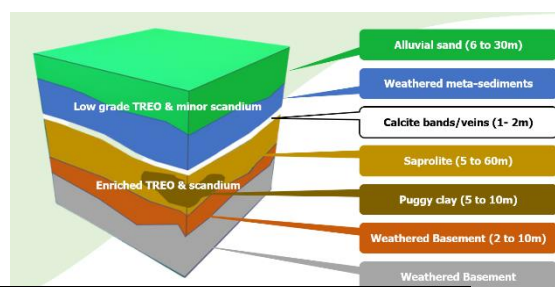 Alluvial sand (6 to 30m)
Weathered meta-sediments
Low grade TREO & minor scandium
Calcite bands/veins (1- 2m)
Saprolite (5 to 60m)
Enriched TREO & scandium
Puggy clay (5 to 10m)
Weathered Basement (2 to 10m)
Weathered Basement